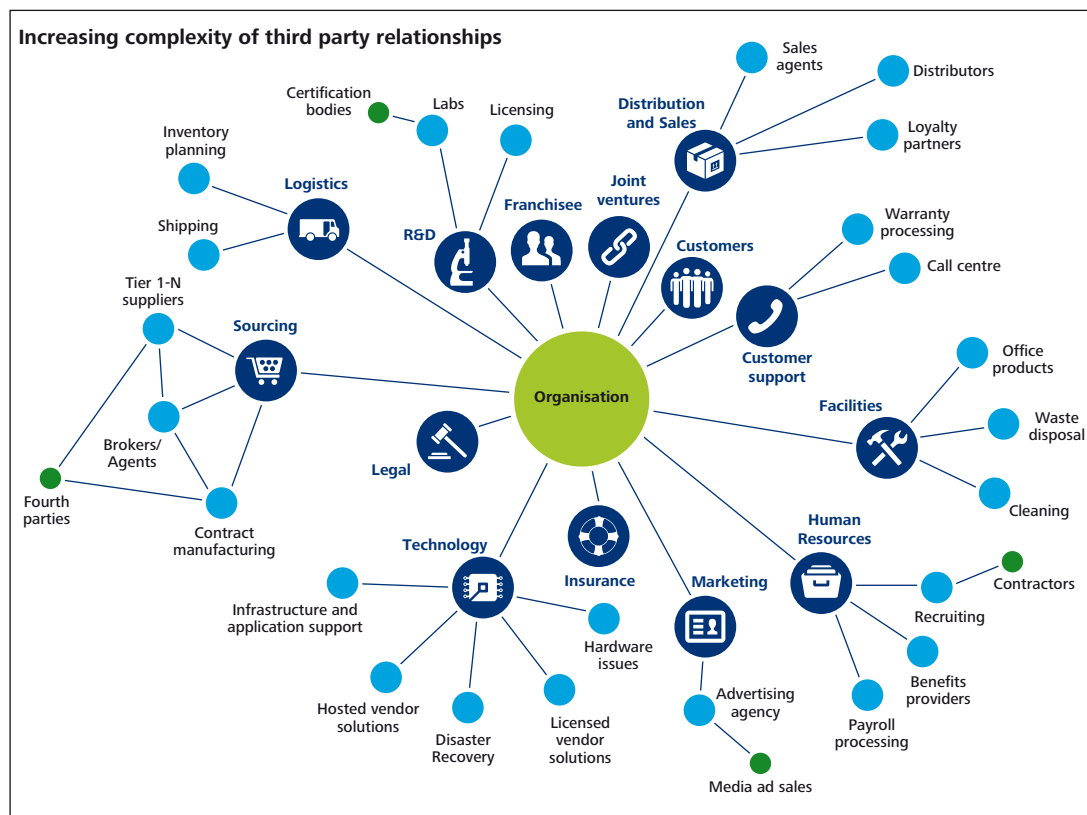 Increasing complexity of third party relationships
Sales
agents
Distributors
Certification
bodies
Labs
Licensing
Distribution
and Sales
Loyalty
partners
Inventory
planning
Logistics
Shipping
R&D
Franchisee
Joint
ventures
Customers
Warranty
processing
Call centre
Customer
support
Tier 1-N
suppliers
Sourcing
Brokers/
Agents
Fourth
parties
Contract
manufacturing
Organisation
Legal
Office
products
Facilities
Waste
disposal
Cleaning
Technology
Insurance
Marketing
Human
Resources
Contractors
Recruiting
Benefits
providers
Payroll
processing
Infrastructure and
application support
Hardware
issues
Hosted vendor
solutions
Disaster
Recovery
Licensed
vendor
solutions
Advertising
agency
Media ad sales